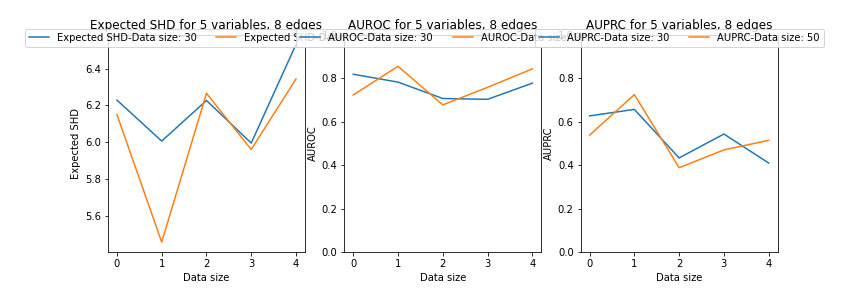 Expected SHD for 5 variables, 8 edges
Expected SHD-Data size: 30
Expected SHD
6.4
6.2
6.0
5.8
5.6
0 1 2 3 4
Data size
AUROC for 5 variables, 8 edges
AUROC-Data size: 30
AUROC-Da
AUROC
0.8
0.6
0.4
0.2
0.0
0 1 2 3 4
Data size
AUPRC for 5 variables, 8 edges
AUPRC-Data size: 30
AUPRC-Data size: 50
AUPRC
0.8
0.6
0.4
0.2
0.0
0 1 2 3 4
Data size